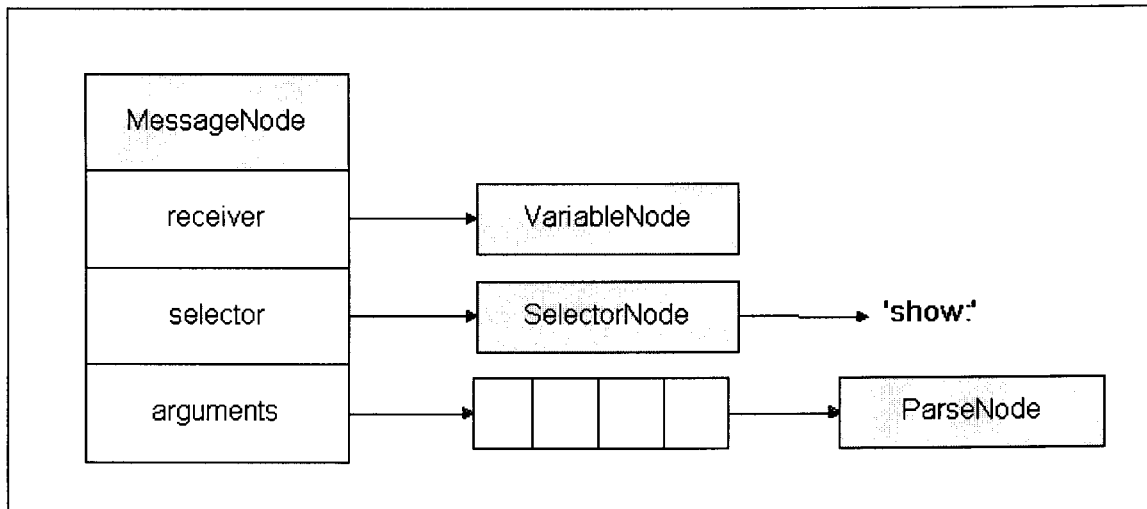 MessageNode
receiver
VariableNode
selector
SelectorNode
'show:'
arguments
ParseNode